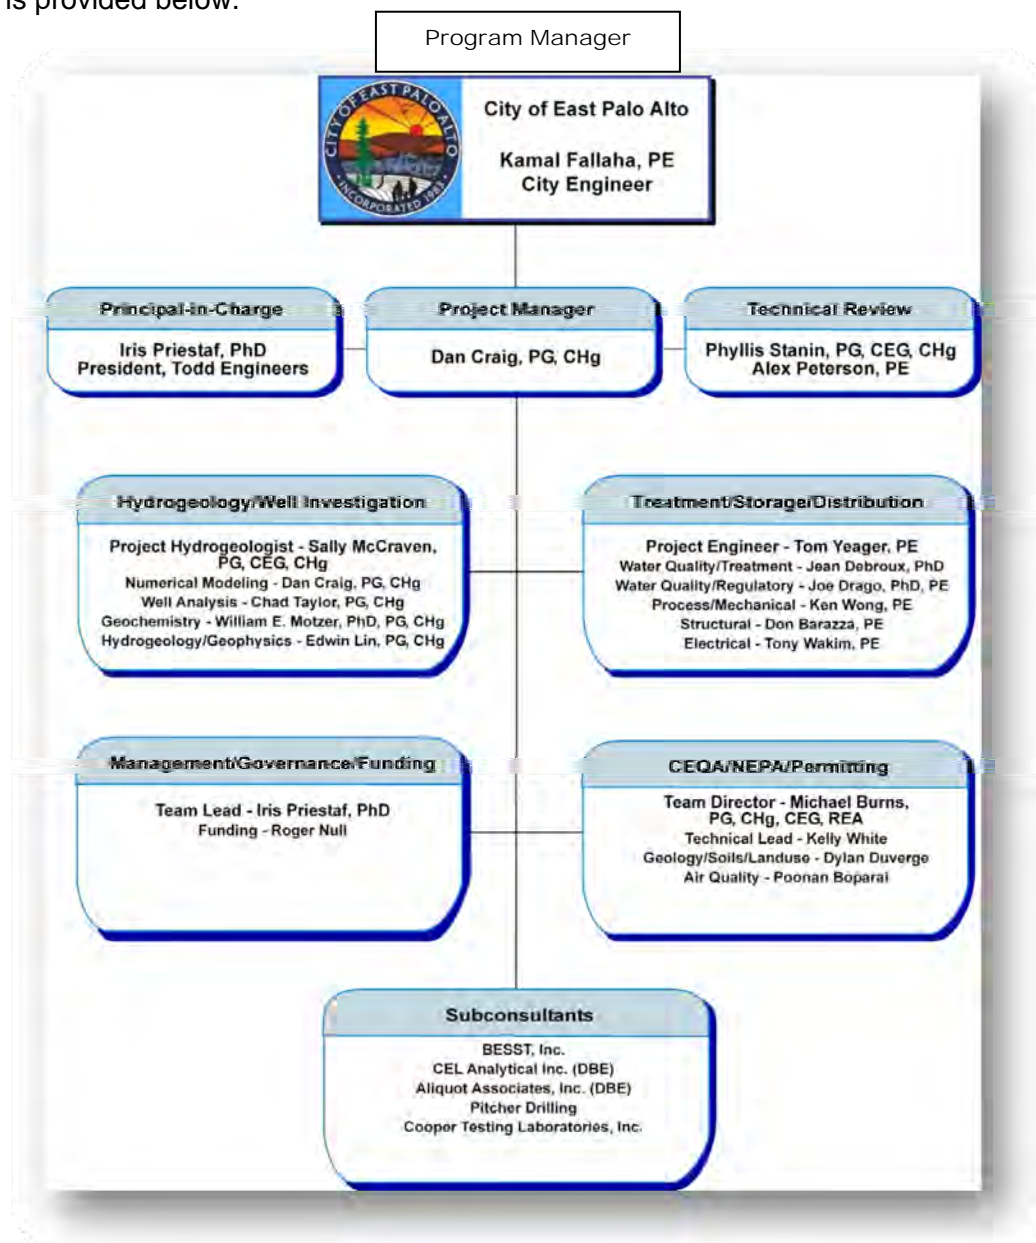 is provided below.
Program Manager
CITY OF EAST PALO ALTO
INCORPORATED 1983
City of East Palo Alto
Kamal Fallaha, PE
City Engineer
Principal-in-Charge
Iris Priestaf, PhD
President, Todd Engineers
Project Manager
Dan Craig, PG, CHg
Technical Review
Phyllis Stanin, PG, CEG, CHg
Alex Peterson, PE
Hydrogeology/Well Investigation
Project Hydrogeologist - Sally McCraven,
PG, CEG, CHg
Numerical Modeling - Dan Craig, PG, CHg
Well Analysis - Chad Taylor, PG, CHg
Geochemistry - William E. Motzer, PhD, PG, CHg
Hydrogeology/Geophysics - Edwin Lin, PG, CHg
Treatment/Storage/Distribution
Project Engineer - Tom Yeager, PE
Water Quality/Treatment - Jean Debroux, PhD
Water Quality/Regulatory - Joe Drago, PhD, PE
Process/Mechanical - Ken Wong, PE
Structural - Don Barazza, PE
Electrical - Tony Wakim, PE
Management/Governance/Funding
Team Lead - Iris Priestaf, PhD
Funding - Roger Null
CEQA/NEPA/Permitting
Team Director - Michael Burns,
PG, CHg, CEG, REA
Technical Lead - Kelly White
Geology/Soils/Landuse - Dylan Duverge
Air Quality - Poonan Boparai
Subconsultants
BESST, Inc.
CEL Analytical Inc. (DBE)
Aliquot Associates, Inc. (DBE)
Pitcher Drilling
Cooper Testing Laboratories, Inc.